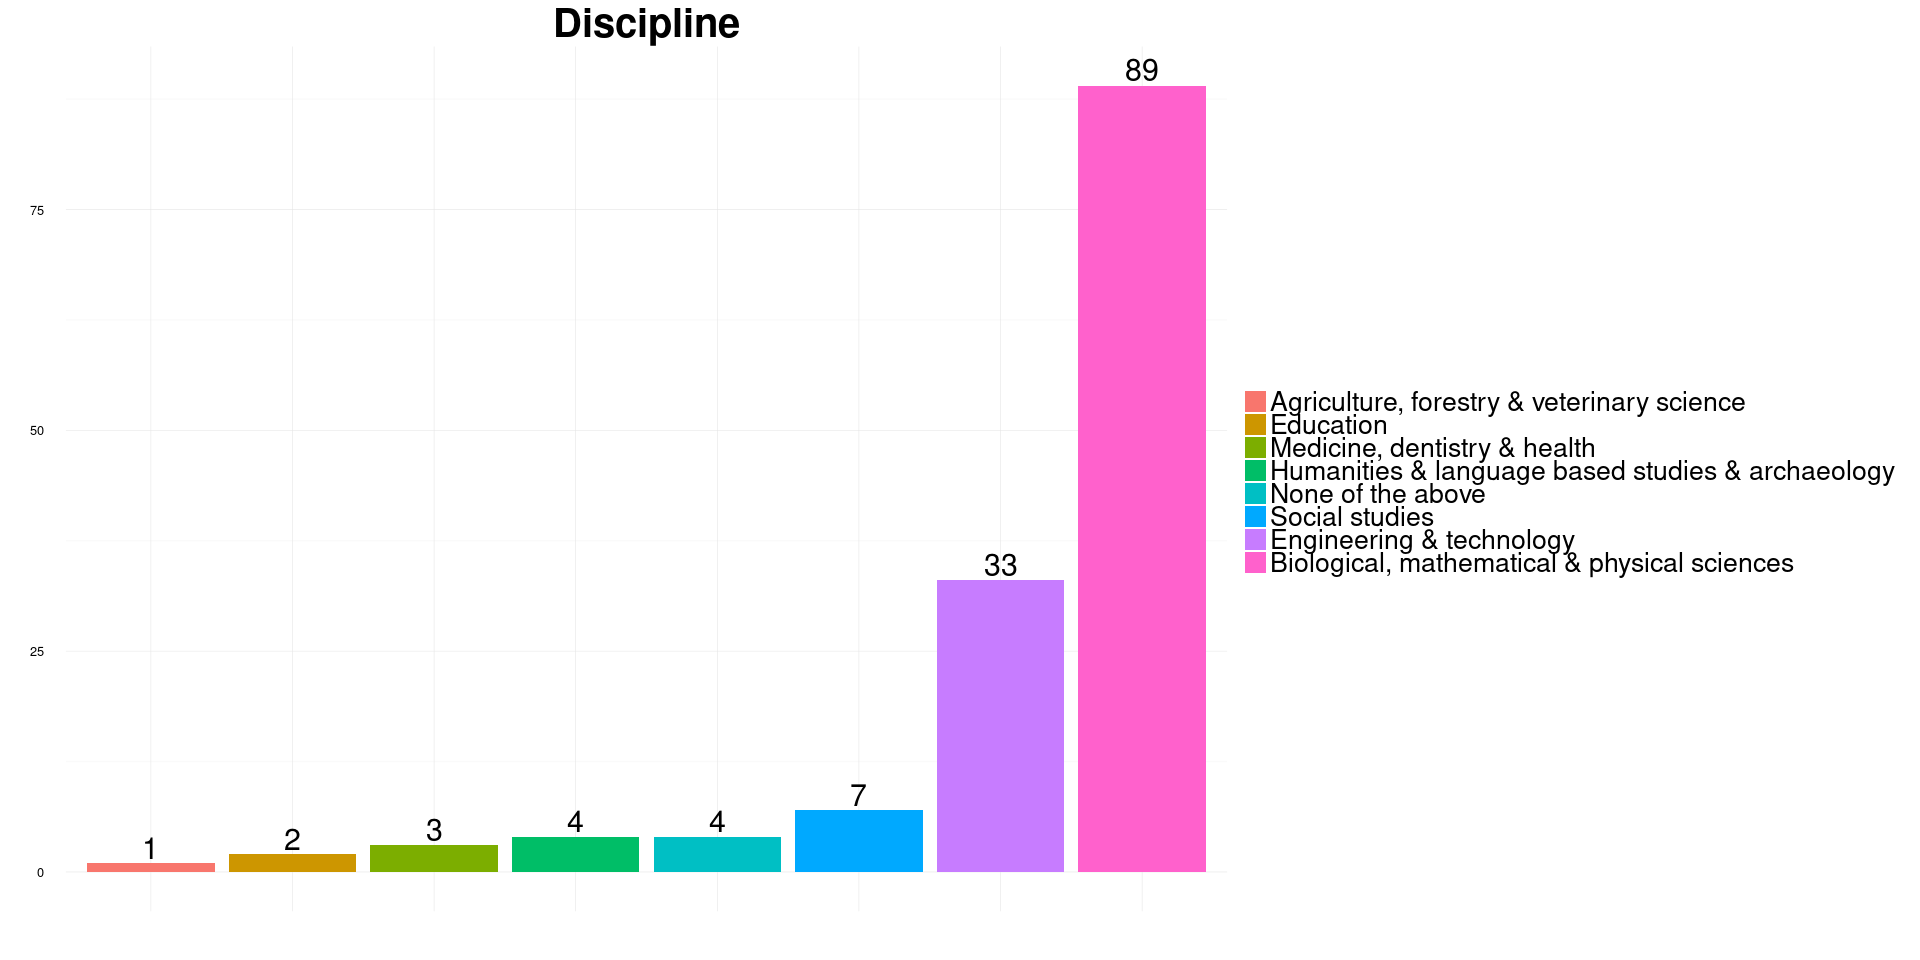 Discipline
89
75
50
33
25
7
4
4
3
2
1
0
Agriculture, forestry & veterinary science
Education
Medicine, dentistry & health
Humanities & language based studies & archaeology
None of the above
Social studies
Engineering & technology
Biological, mathematical & physical sciences